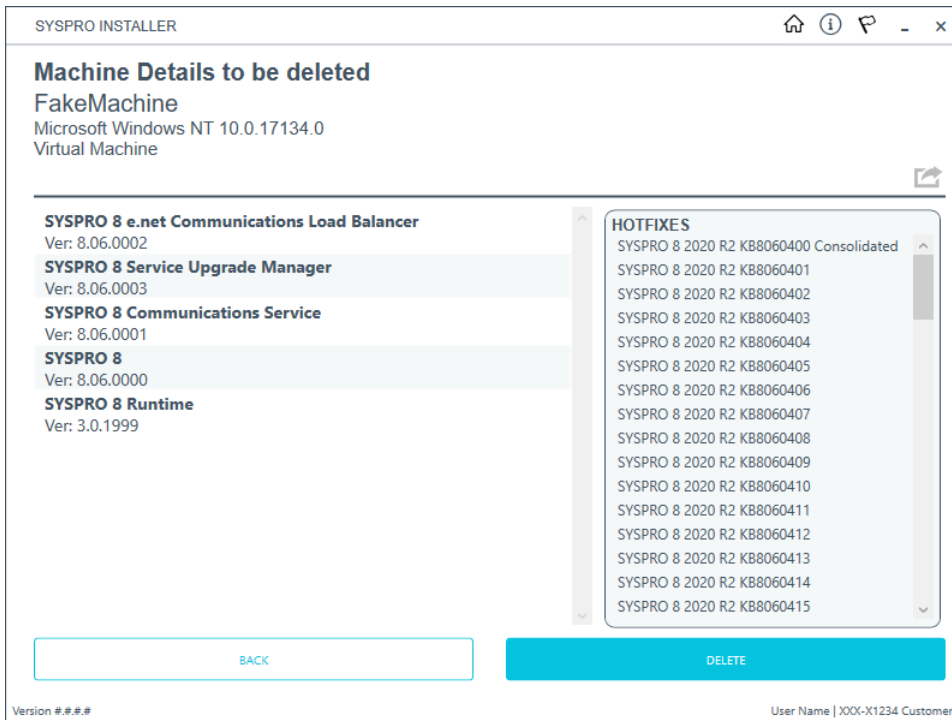 SYSPRO INSTALLER
Machine Details to be deleted
FakeMachine
Microsoft Windows NT 10.0.17134.0
Virtual Machine
SYSPRO 8 e.net Communications Load Balancer
Ver: 8.06.0002
SYSPRO 8 Service Upgrade Manager
Ver: 8.06.0003
SYSPRO 8 Communications Service
Ver: 8.06.0001
SYSPRO 8
Ver: 8.06.0000
SYSPRO 8 Runtime
Ver: 3.0.1999
HOTFIXES
SYSPRO 8 2020 R2 KB8060400 Consolidated
SYSPRO 8 2020 R2 KB8060401
SYSPRO 8 2020 R2 KB8060402
SYSPRO 8 2020 R2 KB8060403
SYSPRO 8 2020 R2 KB8060404
SYSPRO 8 2020 R2 KB8060405
SYSPRO 8 2020 R2 KB8060406
SYSPRO 8 2020 R2 KB8060407
SYSPRO 8 2020 R2 KB8060408
SYSPRO 8 2020 R2 KB8060409
SYSPRO 8 2020 R2 KB8060410
SYSPRO 8 2020 R2 KB8060411
SYSPRO 8 2020 R2 KB8060412
SYSPRO 8 2020 R2 KB8060413
SYSPRO 8 2020 R2 KB8060414
SYSPRO 8 2020 R2 KB8060415
BACK
DELETE
Version #.#.#.#
User Name | XXX-X1234 Customer